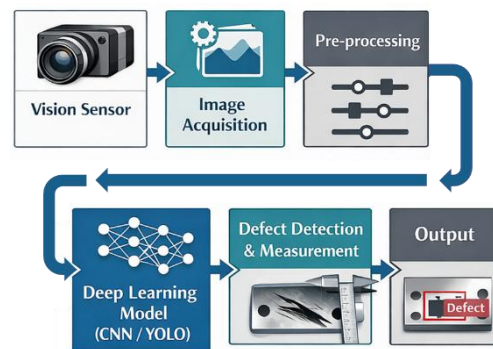 Vision Sensor
Image
Acquisition
Pre-processing
Deep Learning
Model
(CNN / YOLO)
Defect Detection
& Measurement
Output
Defect